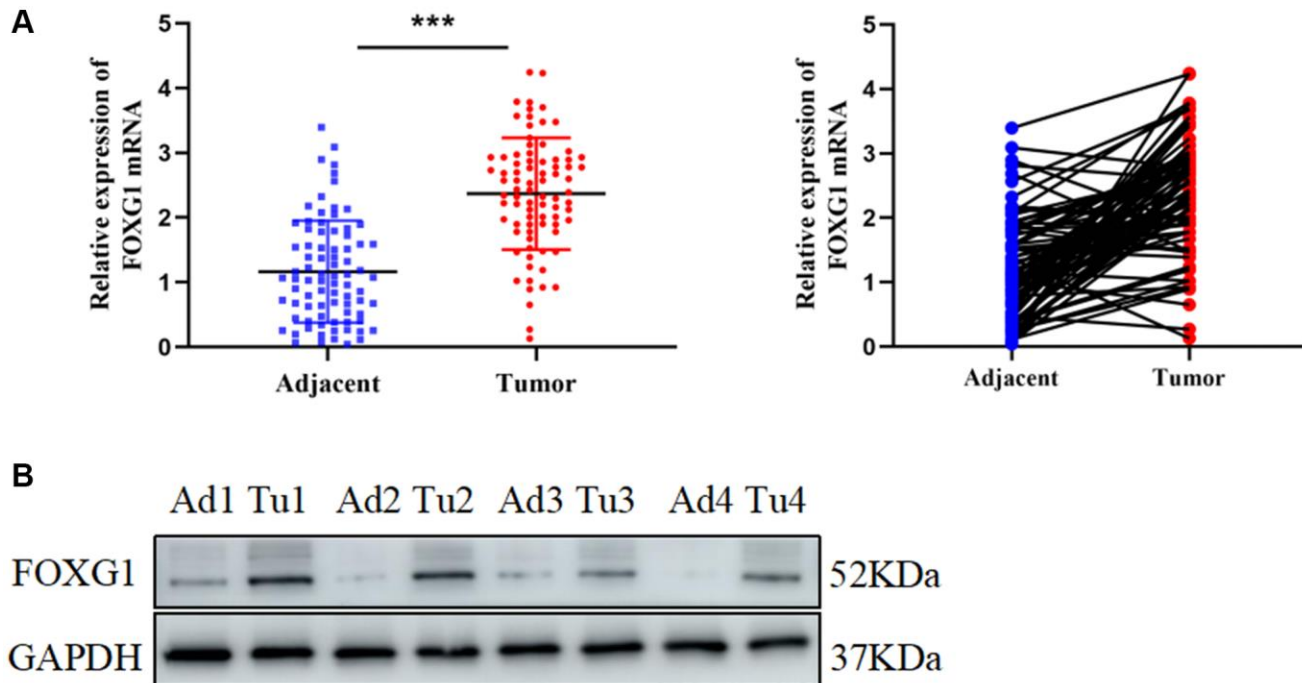 A
***
Relative expression of
FOXG1 mRNA
5
4
3
2
1
0
Adjacent Tumor
Relative expression of
FOXG1 mRNA
5
4
3
2
1
0
Adjacent Tumor
B
Ad1 Tu1 Ad2 Tu2 Ad3 Tu3 Ad4 Tu4
FOXG1 52KDa
GAPDH 37KDa